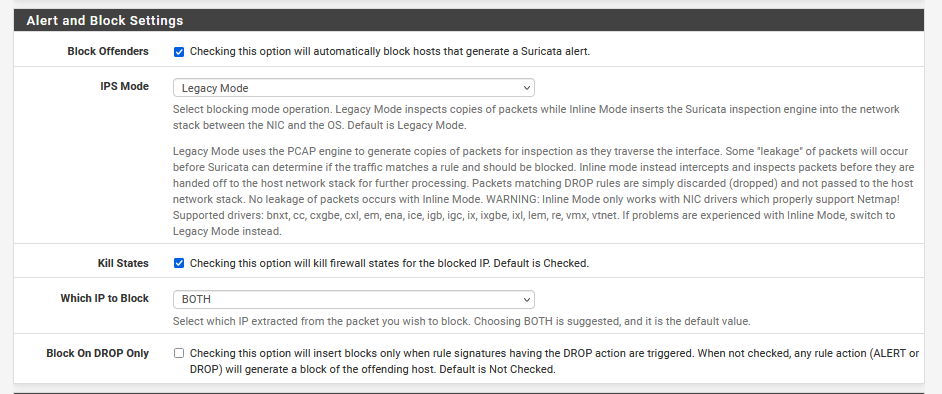 Alert and Block Settings
Block Offenders Checking this option will automatically block hosts that generate a Suricata alert.
IPS Mode Legacy Mode
Select blocking mode operation. Legacy Mode inspects copies of packets while Inline Mode inserts the Suricata inspection engine into the network
stack between the NIC and the OS. Default is Legacy Mode.
Legacy Mode uses the PCAP engine to generate copies of packets for inspection as they traverse the interface. Some "leakage" of packets will occur
before Suricata can determine if the traffic matches a rule and should be blocked. Inline mode instead intercepts and inspects packets before they are
handed off to the host network stack for further processing. Packets matching DROP rules are simply discarded (dropped) and not passed to the host
network stack. No leakage of packets occurs with Inline Mode. WARNING: Inline Mode only works with NIC drivers which properly support Netmap!
Supported drivers: bnxt, cc, cxgbe, cxl, em, ena, ice, igb, igc, ix, ixgbe, ixl, lem, re, vmx, vtnet. If problems are experienced with Inline Mode, switch to
Legacy Mode instead.
Kill States Checking this option will kill firewall states for the blocked IP. Default is Checked.
Which IP to Block BOTH
Select which IP extracted from the packet you wish to block. Choosing BOTH is suggested, and it is the default value.
Block On DROP Only Checking this option will insert blocks only when rule signatures having the DROP action are triggered. When not checked, any rule action (ALERT or
DROP) will generate a block of the offending host. Default is Not Checked.